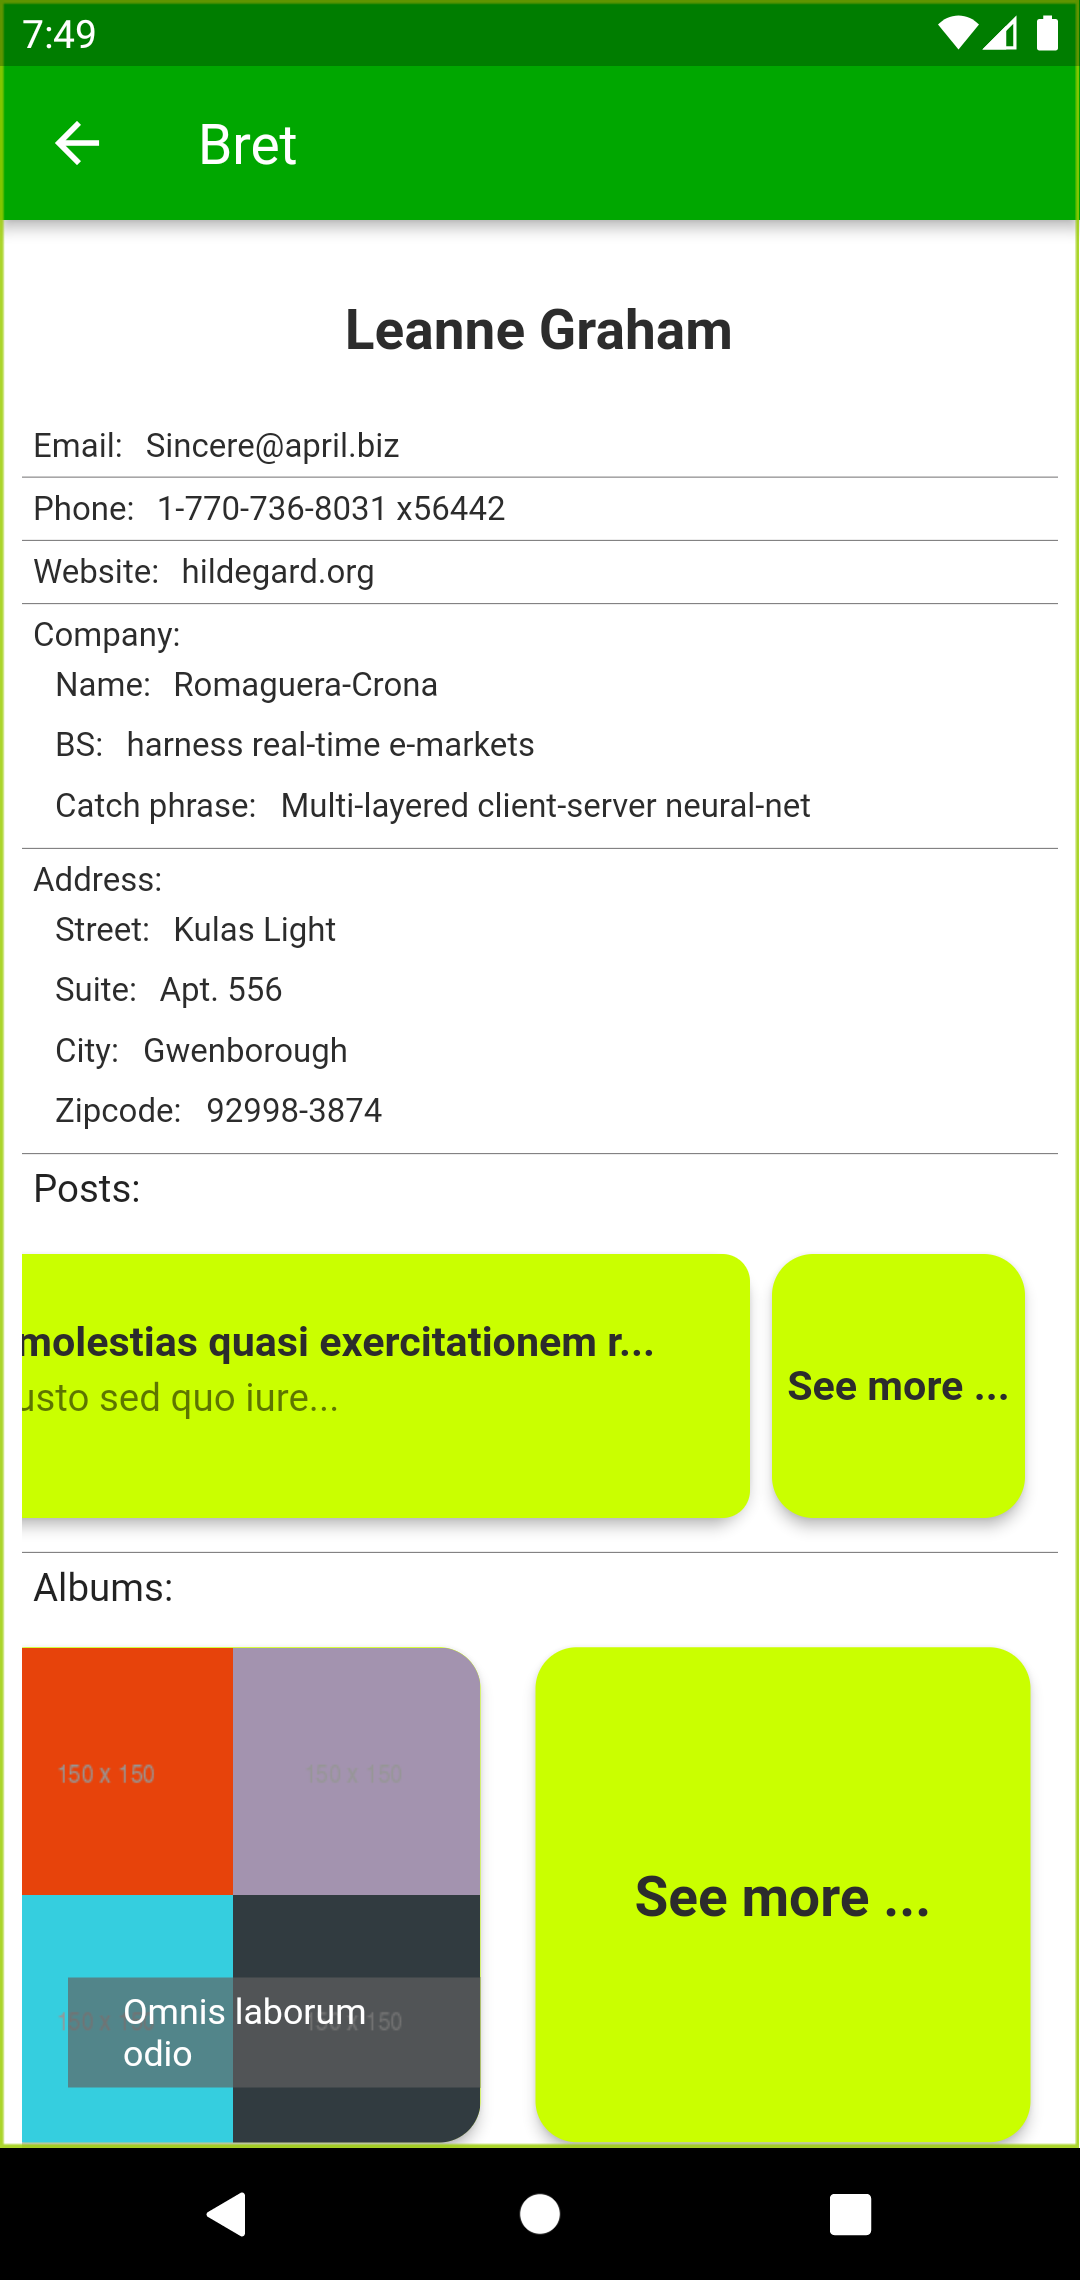 7:49
Bret
Leanne Graham
Email: Sincere@april.biz
Phone: 1-770-736-8031 x56442
Website: hildegard.org
Company:
Name: Romaguera-Crona
BS: harness real-time e-markets
Catch phrase: Multi-layered client-server neural-net
Address:
Street: Kulas Light
Suite: Apt. 556
City: Gwenborough
Zipcode: 92998-3874
Posts:
molestias quasi exercitationem r...
usto sed quo iure...
See more ...
Albums:
150 x 150
150 x 150
See more ...
150 x 150
Omnis laborum
odio